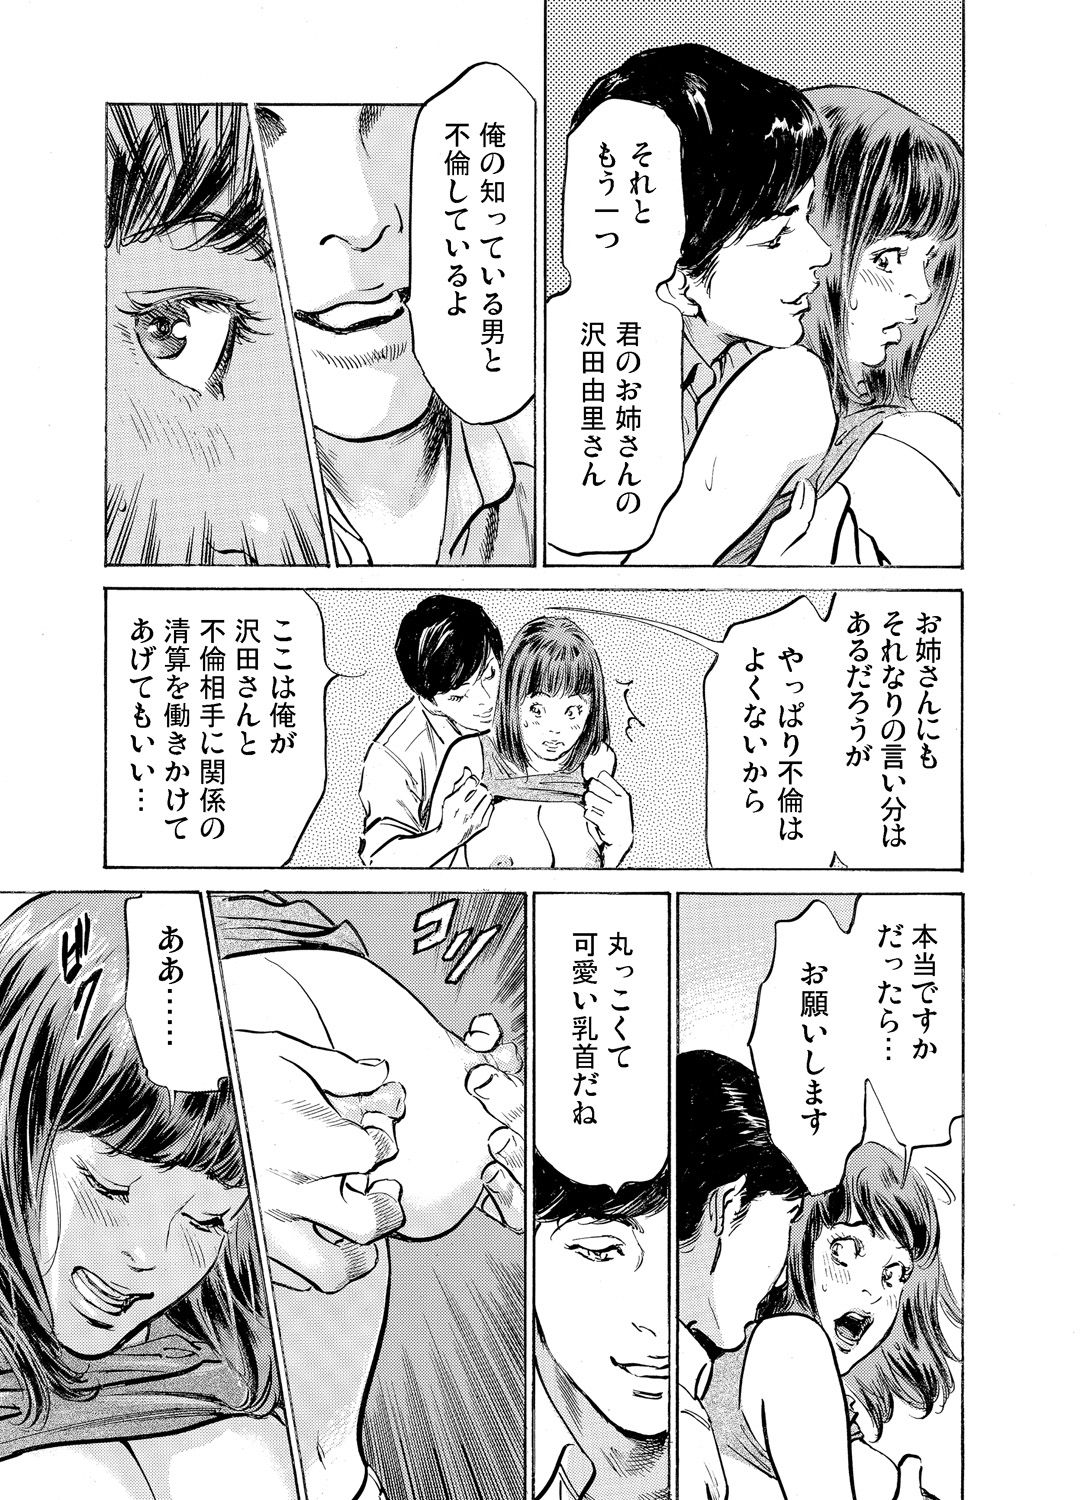 それと
もう一つ
君のお姉さんの
沢田由里さん
俺の知っている男と
不倫しているよ
お姉さんにも
それなりの言い分は
あるだろうが
やっぱり不倫は
よくないから
ここは俺が
沢田さんと
不倫相手に関係の
清算を働きかけて
あげてもいい…
本当ですか
だったら…
お願いします
丸っこくて
可愛い乳首だね
コリッ
ああ……
ビク